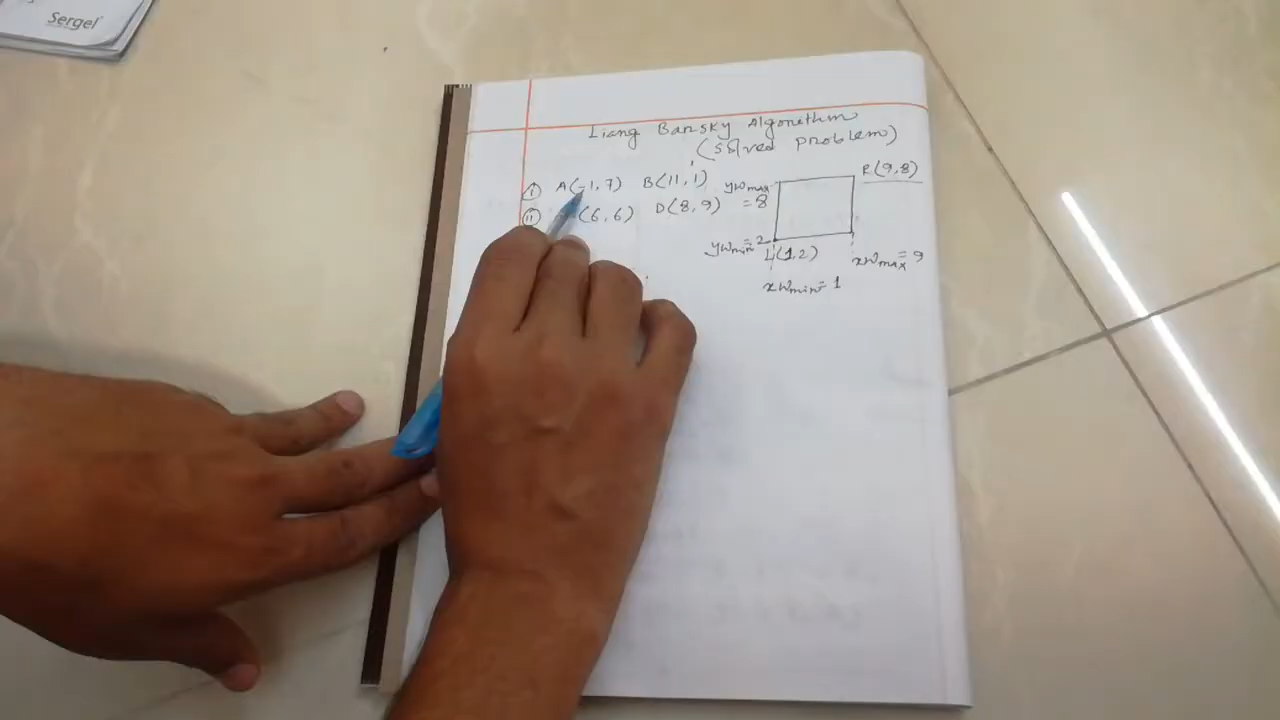 Sergel
Liang Barsky Algorithm
(Solved problem)
(i) A(-1,7) B(11,1)
(ii) (6,6) D(8,9)
ywmax = 8
R(9,8)
ywmin = 2
L(1,2)
xwmax = 9
xwmin = 1